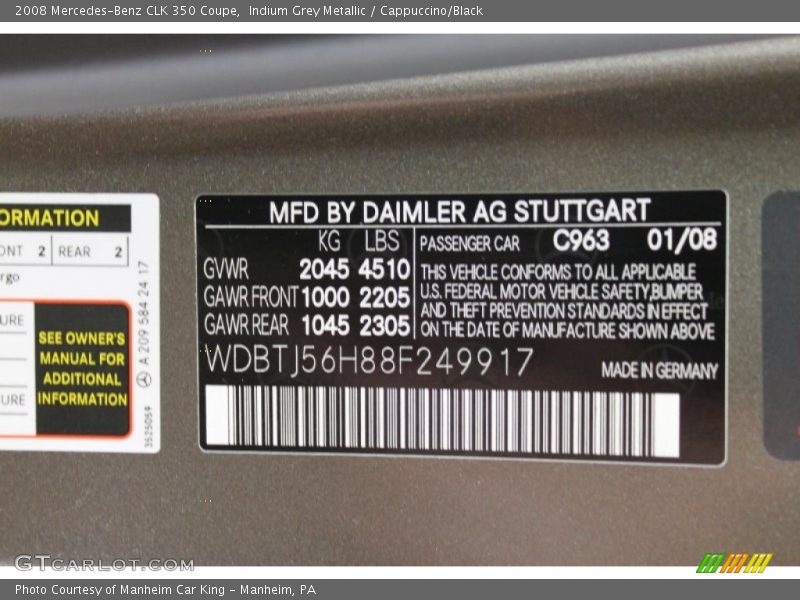 2008 Mercedes-Benz CLK 350 Coupe,  Indium Grey Metallic / Cappuccino/Black
ORMATION
ONT 2 REAR 2
rgo
URE
URE
SEE OWNER'S
MANUAL FOR
ADDITIONAL
INFORMATION
A 209 584 24 17
3525059
MFD BY DAIMLER AG STUTTGART
KG LBS
GVWR 2045 4510
GAWR FRONT 1000 2205
GAWR REAR 1045 2305
PASSENGER CAR C963 01/08
THIS VEHICLE CONFORMS TO ALL APPLICABLE
U.S. FEDERAL MOTOR VEHICLE SAFETY,BUMPER
AND THEFT PREVENTION STANDARDS IN EFFECT
ON THE DATE OF MANUFACTURE SHOWN ABOVE
WDBTJ56H88F249917
MADE IN GERMANY
GTCARLOT.COM
Photo Courtesy of Manheim Car King - Manheim, PA